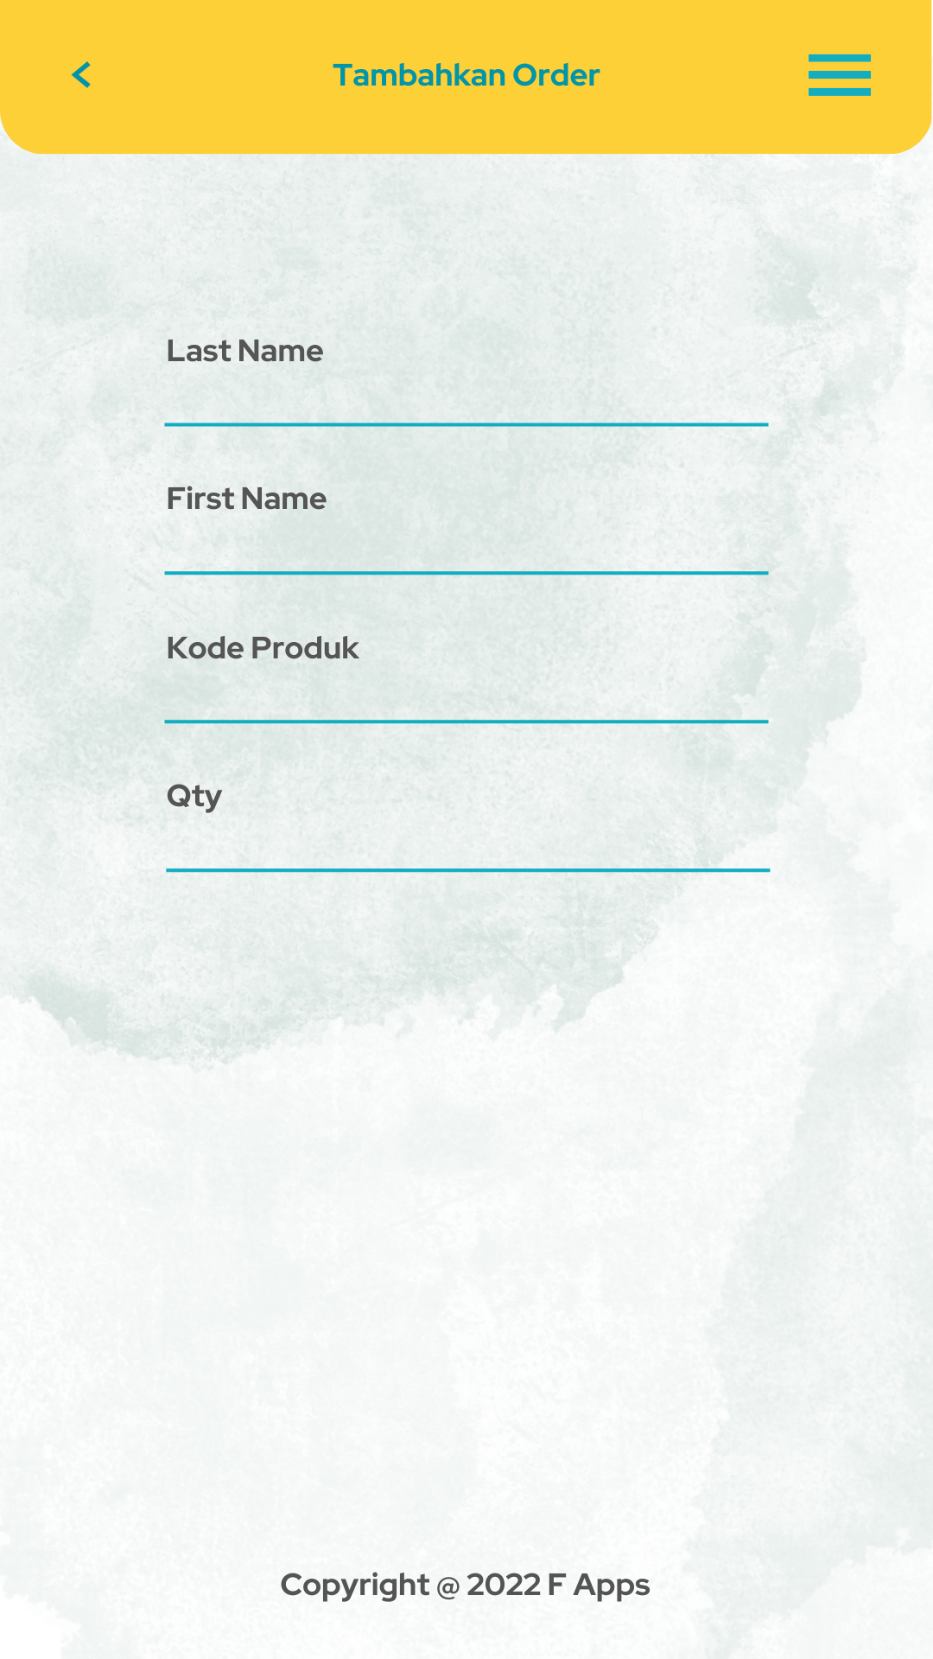 Tambahkan Order
Last Name
First Name
Kode Produk
Qty
Copyright @ 2022 F Apps